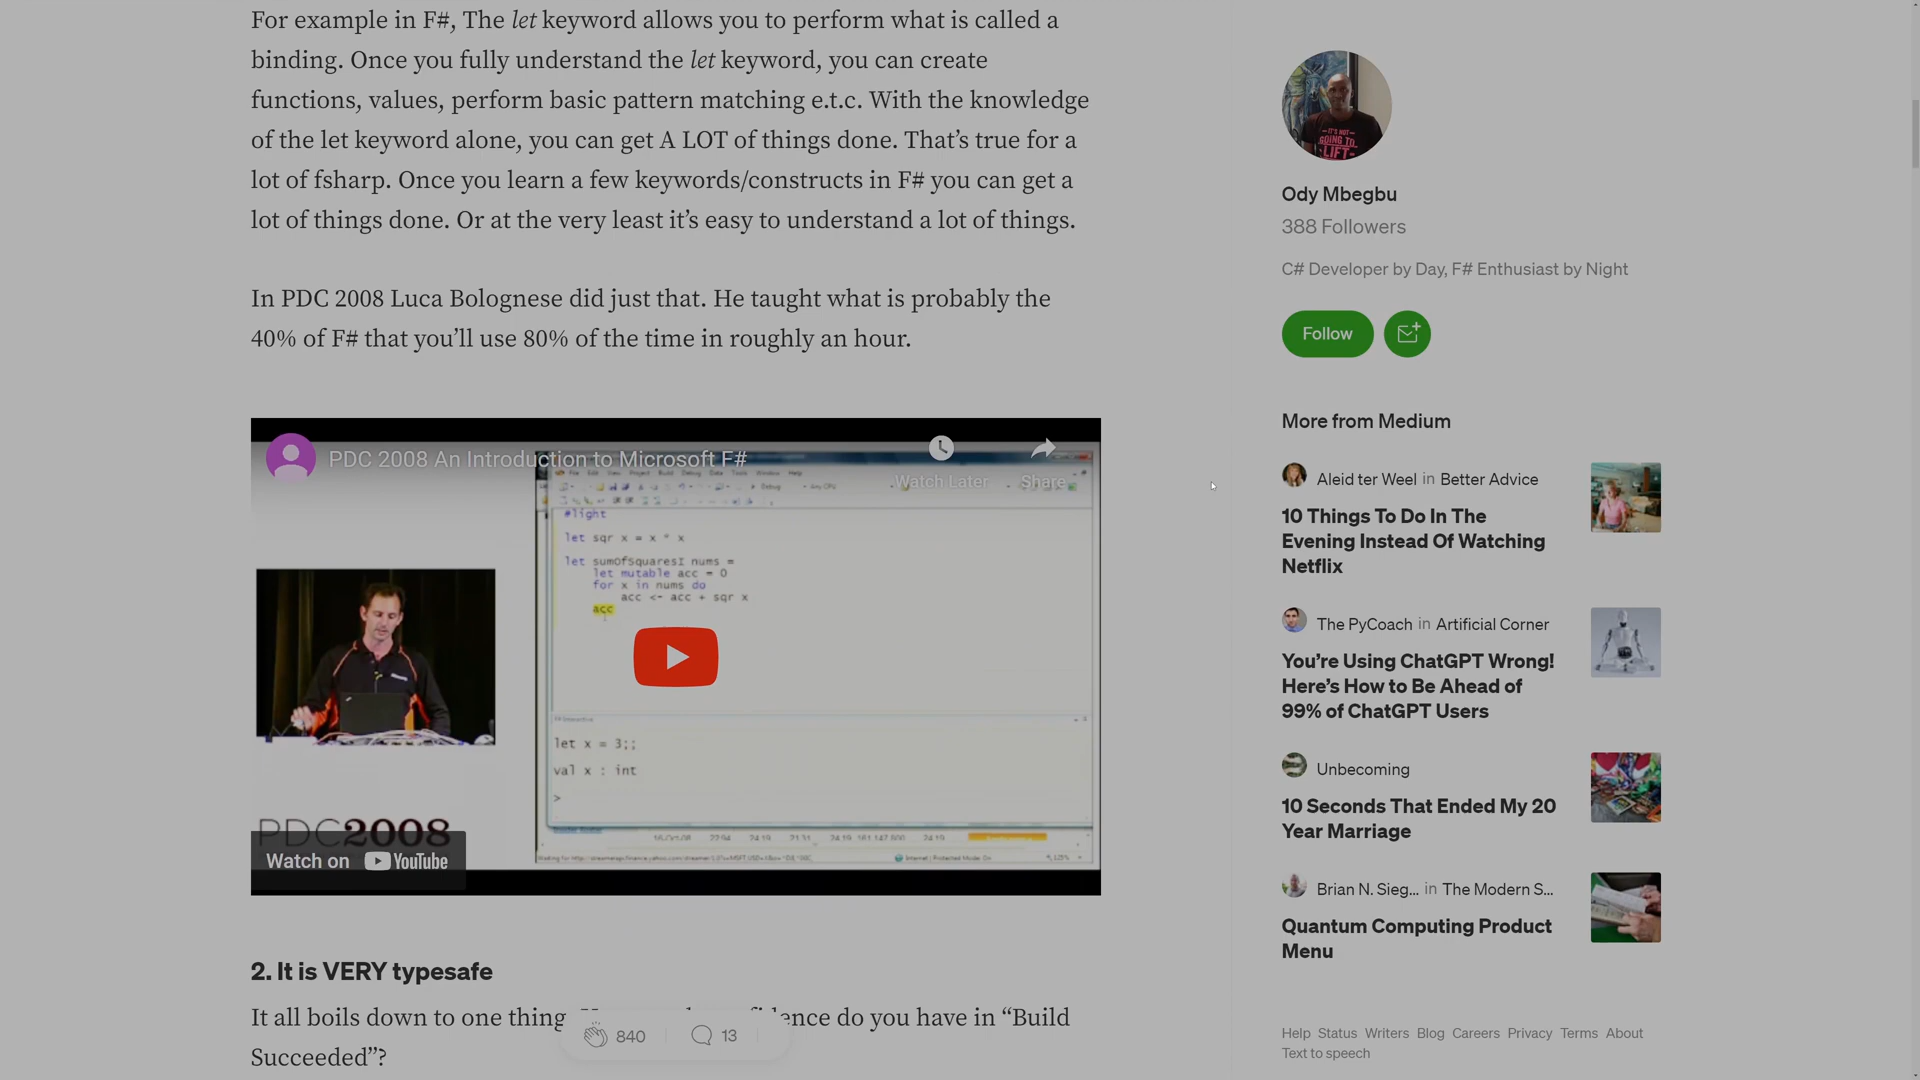 For example in F#, The let keyword allows you to perform what is called a
binding. Once you fully understand the let keyword, you can create
functions, values, perform basic pattern matching e.t.c. With the knowledge
of the let keyword alone, you can get A LOT of things done. That’s true for a
lot of fsharp. Once you learn a few keywords/constructs in F# you can get a
lot of things done. Or at the very least it’s easy to understand a lot of things.
In PDC 2008 Luca Bolognese did just that. He taught what is probably the
40% of F# that you’ll use 80% of the time in roughly an hour.
PDC 2008 An Introduction to Microsoft F#
Watch Later
Share
#light
let sqr x = x * x
let sumOfSquaresI nums =
let mutable acc = 0
for x in nums do
acc <- acc + sqr x
acc
let x = 3;;
val x : int
>
PDC2008
Watch on YouTube
2. It is VERY typesafe
It all boils down to one thing
dence do you have in “Build
Succeeded”?
840
13
IT'S NOT
GOING TO
LIFT
Ody Mbegbu
388 Followers
C# Developer by Day, F# Enthusiast by Night
Follow
More from Medium
Aleid ter Weel in Better Advice
10 Things To Do In The
Evening Instead Of Watching
Netflix
The PyCoach in Artificial Corner
You’re Using ChatGPT Wrong!
Here’s How to Be Ahead of
99% of ChatGPT Users
Unbecoming
10 Seconds That Ended My 20
Year Marriage
Brian N. Sieg... in The Modern S...
Quantum Computing Product
Menu
Help Status Writers Blog Careers Privacy Terms About
Text to speech